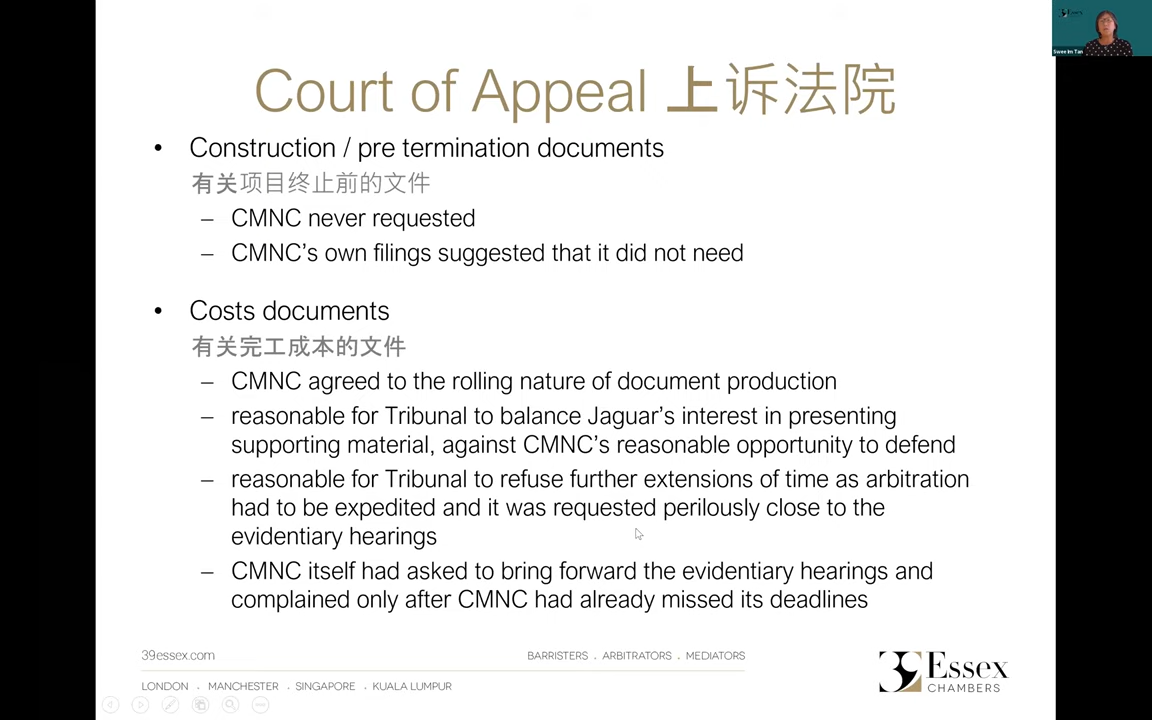 Court of Appeal 上诉法院
• Construction / pre termination documents
有关项目终止前的文件
– CMNC never requested
– CMNC's own filings suggested that it did not need
• Costs documents
有关完工成本的文件
– CMNC agreed to the rolling nature of document production
– reasonable for Tribunal to balance Jaguar's interest in presenting
supporting material, against CMNC's reasonable opportunity to defend
– reasonable for Tribunal to refuse further extensions of time as arbitration
had to be expedited and it was requested perilously close to the
evidentiary hearings
– CMNC itself had asked to bring forward the evidentiary hearings and
complained only after CMNC had already missed its deadlines
39essex.com
BARRISTERS . ARBITRATORS . MEDIATORS
LONDON . MANCHESTER . SINGAPORE . KUALA LUMPUR
39 Essex
CHAMBERS
39 Essex
Swee Im Tan